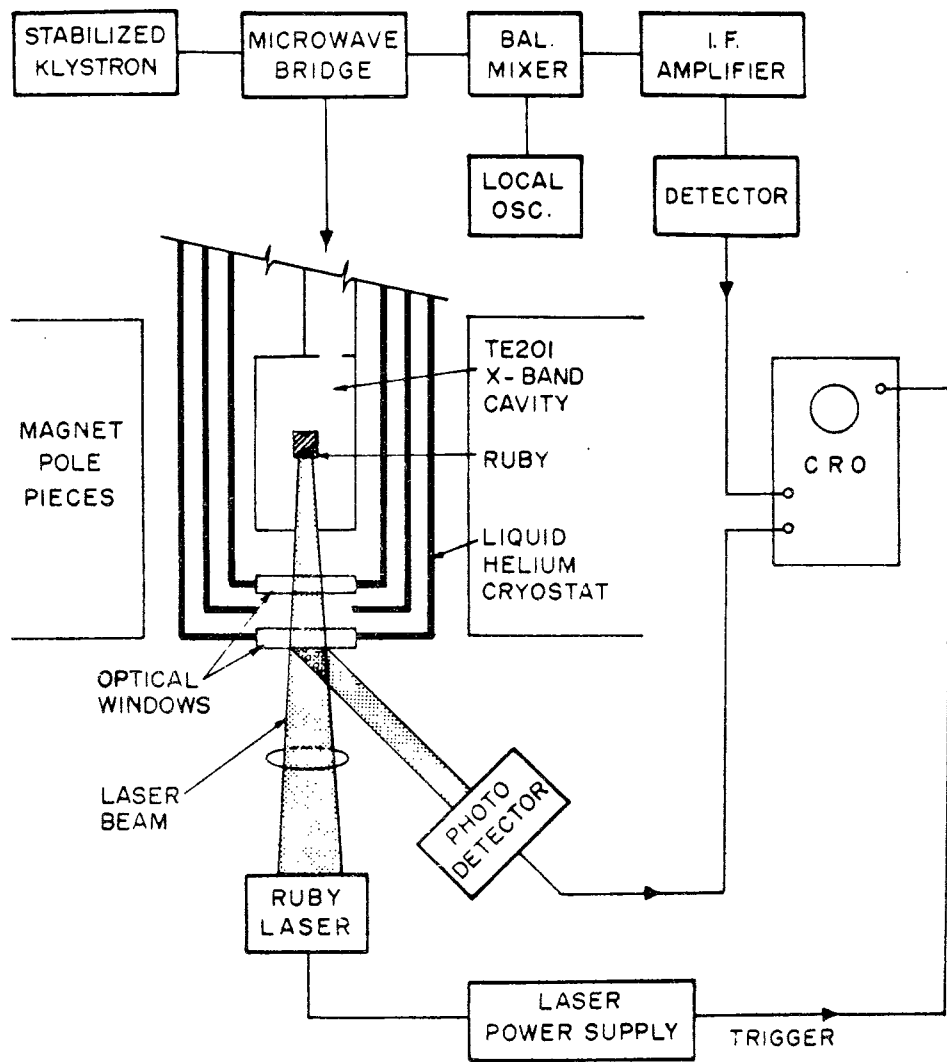 STABILIZED
KLYSTRON
MICROWAVE
BRIDGE
BAL.
MIXER
I.F.
AMPLIFIER
LOCAL
OSC.
DETECTOR
TE201
X-BAND
CAVITY
MAGNET
POLE
PIECES
RUBY
CRO
LIQUID
HELIUM
CRYOSTAT
OPTICAL
WINDOWS
LASER
BEAM
PHOTO
DETECTOR
RUBY
LASER
LASER
POWER SUPPLY
TRIGGER